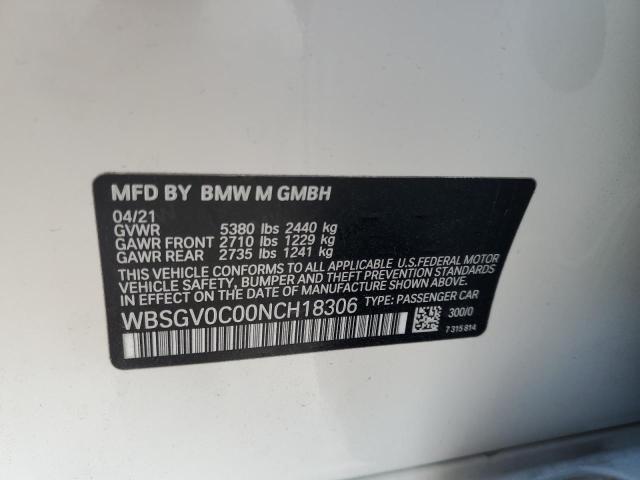 MFD BY BMW M GMBH
04/21
GVWR 5380 lbs 2440 kg
GAWR FRONT 2710 lbs 1229 kg
GAWR REAR 2735 lbs 1241 kg
THIS VEHICLE CONFORMS TO ALL APPLICABLE U.S.FEDERAL MOTOR
VEHICLE SAFETY, BUMPER, AND THEFT PREVENTION STANDARDS
IN EFFECT ON THE DATE OF MANUFACTURE SHOWN ABOVE.
WBSGV0C00NCH18306 TYPE: PASSENGER CAR
300/0
7 315 814